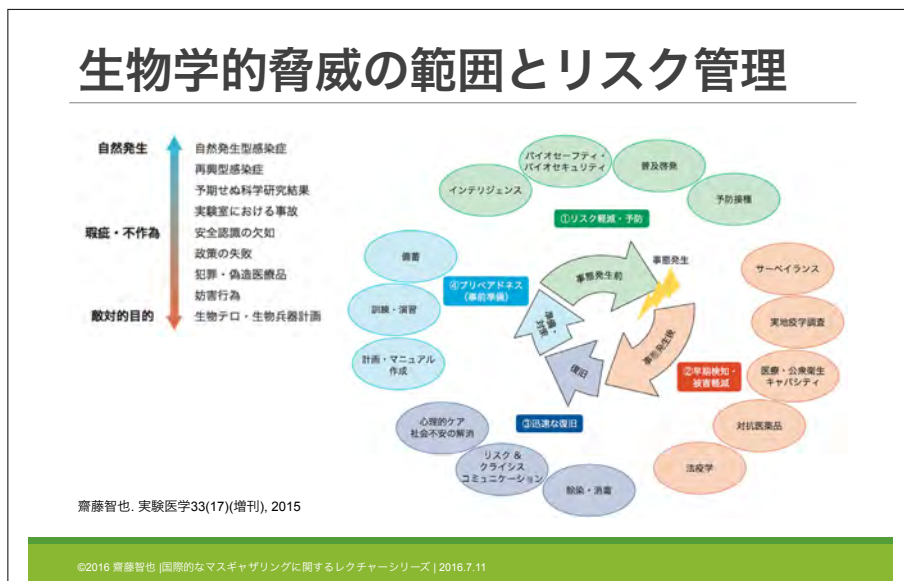 生物学的脅威の範囲とリスク管理
自然発生
瑕疵・不作為
敵対的目的
自然発生型感染症
再興型感染症
予期せぬ科学研究結果
実験室における事故
安全認識の欠如
政策の失敗
犯罪・偽造医療品
妨害行為
生物テロ・生物兵器計画
インテリジェンス
バイオセーフティ・
バイオセキュリティ
普及啓発
予防接種
①リスク軽減・予防
事態発生前
事態発生
サーベイランス
実地疫学調査
医療・公衆衛生
キャパシティ
対抗医薬品
法疫学
②早期検知・
被害軽減
事態発生後
③迅速な復旧
復旧
除染・消毒
リスク &
クライシス
コミュニケーション
心理的ケア
社会不安の解消
④プリペアドネス
（事前準備）
準備・
対策
備蓄
訓練・演習
計画・マニュアル
作成
齋藤智也. 実験医学33(17)(増刊), 2015
©2016 齋藤智也 |国際的なマスギャザリングに関するレクチャーシリーズ | 2016.7.11